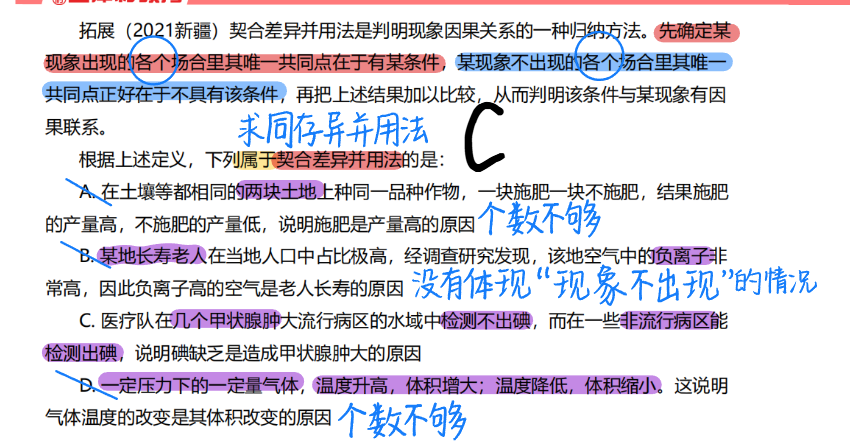 拓展（2021新疆）契合差异并用法是判明现象因果关系的一种归纳方法。先确定某
现象出现的各个场合里其唯一共同点在于有某条件，某现象不出现的各个场合里其唯一
共同点正好在于不具有该条件，再把上述结果加以比较，从而判明该条件与某现象有因
果联系。
求同存异并用法
C
根据上述定义，下列属于契合差异并用法的是：
A. 在土壤等都相同的两块土地上种同一品种作物，一块施肥一块不施肥，结果施肥
的产量高，不施肥的产量低，说明施肥是产量高的原因 个数不够
B. 某地长寿老人在当地人口中占比极高，经调查研究发现，该地空气中的负离子非
常高，因此负离子高的空气是老人长寿的原因 没有体现“现象不出现”的情况
C. 医疗队在几个甲状腺肿大流行病区的水域中检测不出碘，而在一些非流行病区能
检测出碘，说明碘缺乏是造成甲状腺肿大的原因
D. 一定压力下的一定量气体，温度升高，体积增大；温度降低，体积缩小。这说明
气体温度的改变是其体积改变的原因 个数不够